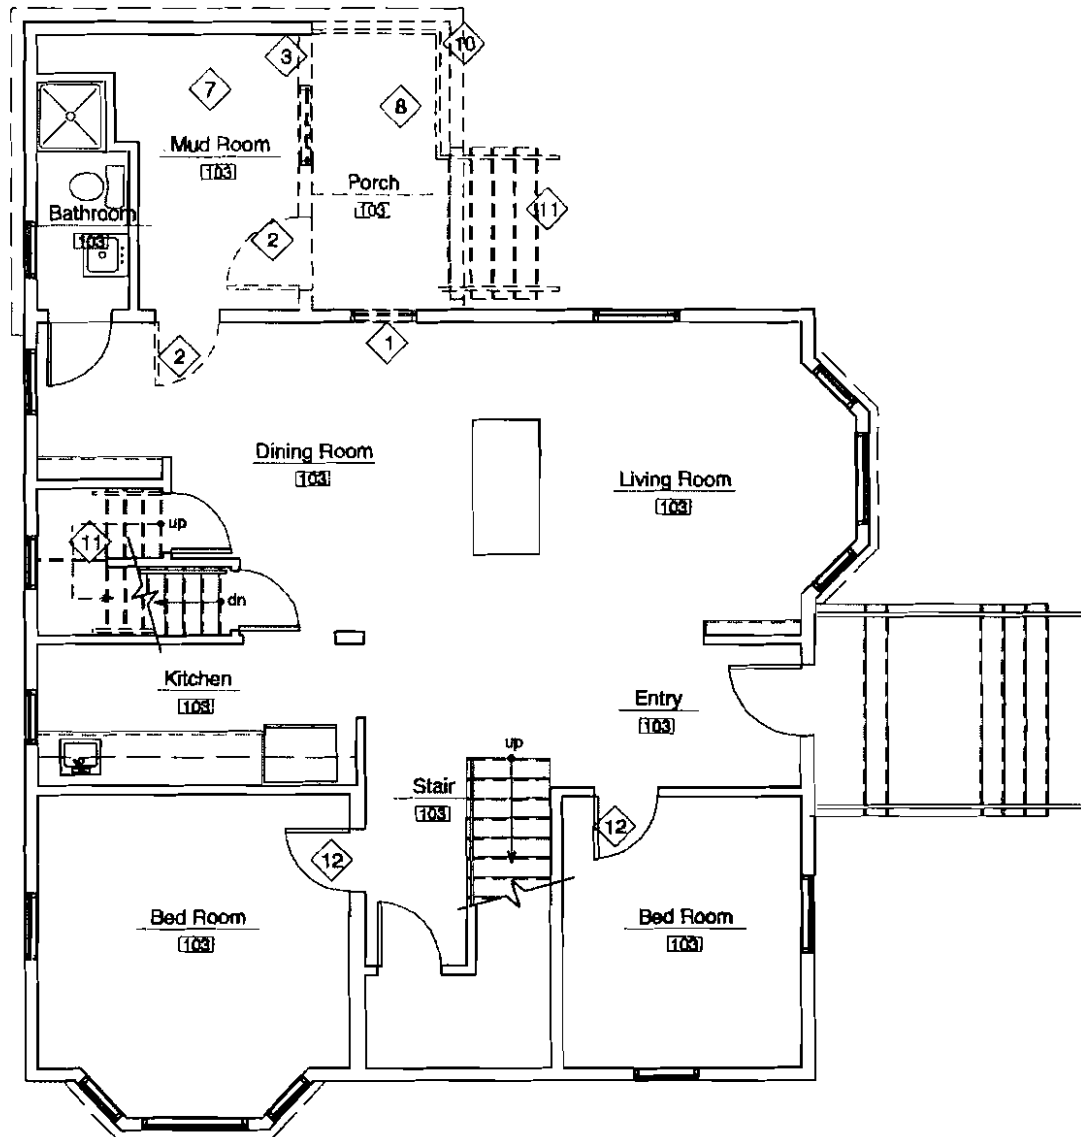 10
3
7
8
Mud Room
103
Porch
103
11
Bathroom
103
2
1
2
Dining Room
103
Living Room
103
up
11
dn
Kitchen
103
Entry
103
up
Stair
103
12
12
Bed Room
103
Bed Room
103